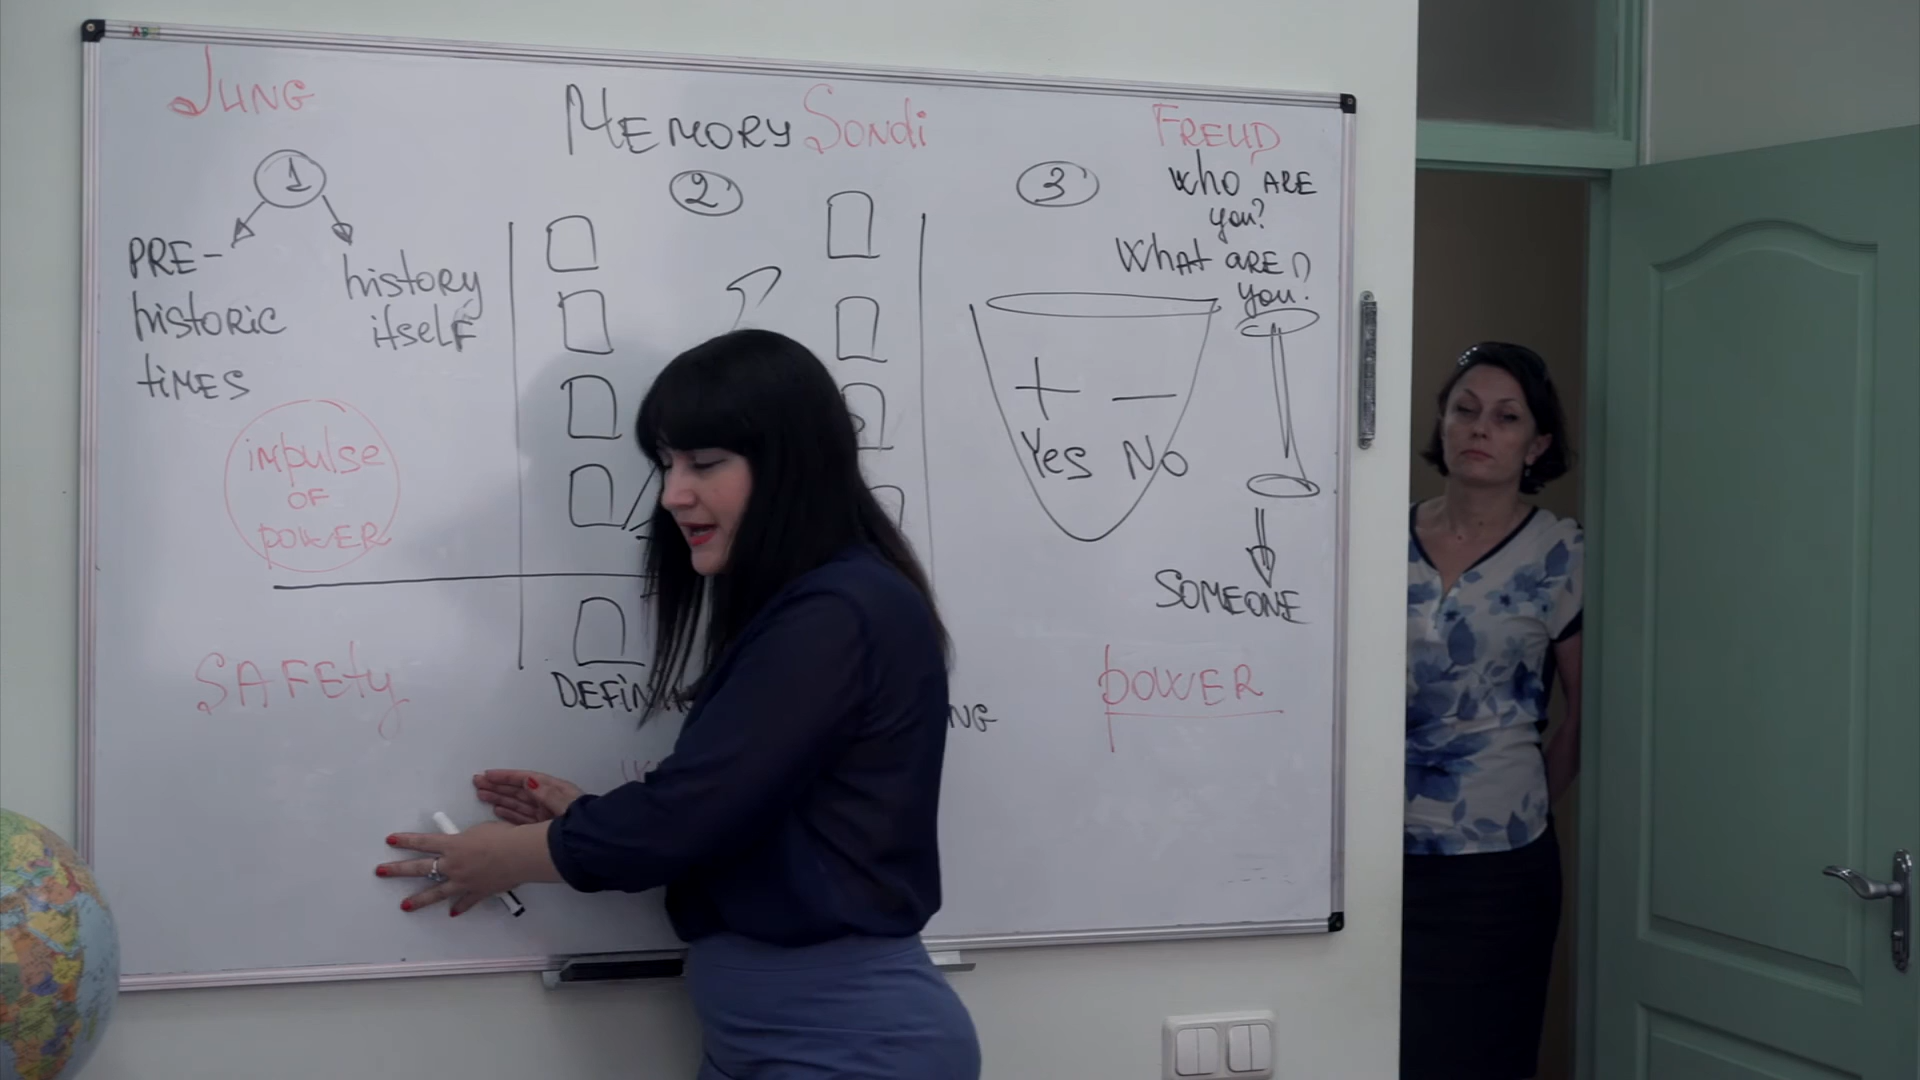 JUNG
MEMORY Sondi
FREUD
1
2
3
PRE-
historic
times
history
itself
impulse
OF
POWER
SAFEty
Who ARE
you?
What ARE
you?
+ −
Yes No
SOMEONE
POWER